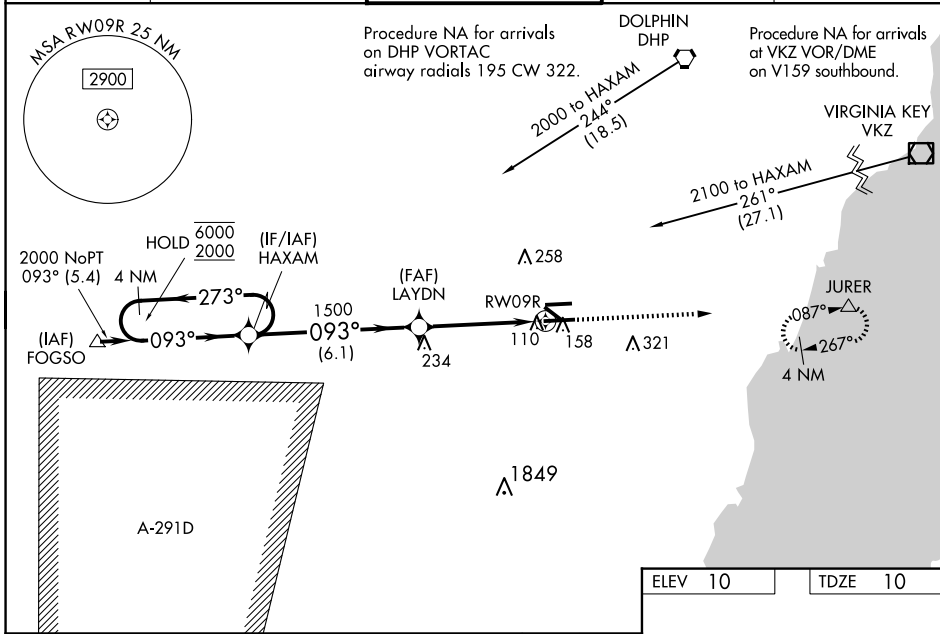 MSA RW09R 25 NM
2900
Procedure NA for arrivals
on DHP VORTAC
airway radials 195 CW 322.
DOLPHIN
DHP
2000 to HAXAM
244°
(18.5)
Procedure NA for arrivals
at VKZ VOR/DME
on V159 southbound.
VIRGINIA KEY
VKZ
2100 to HAXAM
261°
(27.1)
2000 NoPT
093° (5.4)
4 NM
HOLD
6000
2000
(IF/IAF)
HAXAM
273°
093°
(IAF)
FOGSO
1500
093°
(6.1)
(FAF)
LAYDN
234
258
RW09R
110
158
321
JURER
087°
267°
4 NM
1849
A-291D
ELEV 10
TDZE 10